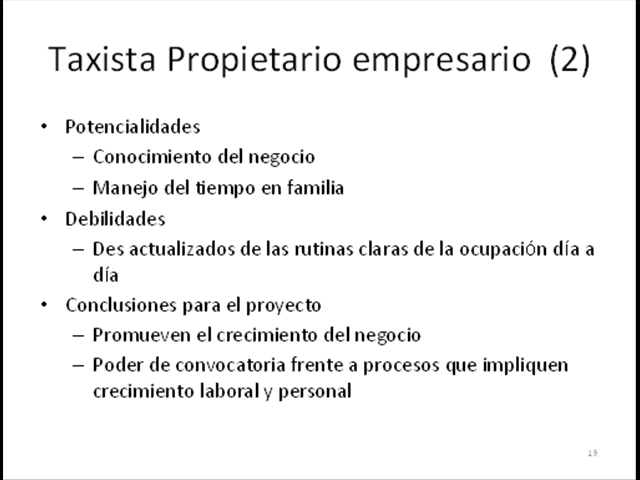 Taxista Propietario empresario (2)
• Potencialidades
– Conocimiento del negocio
– Manejo del tiempo en familia
• Debilidades
– Des actualizados de las rutinas claras de la ocupación día a
día
• Conclusiones para el proyecto
– Promueven el crecimiento del negocio
– Poder de convocatoria frente a procesos que impliquen
crecimiento laboral y personal
19